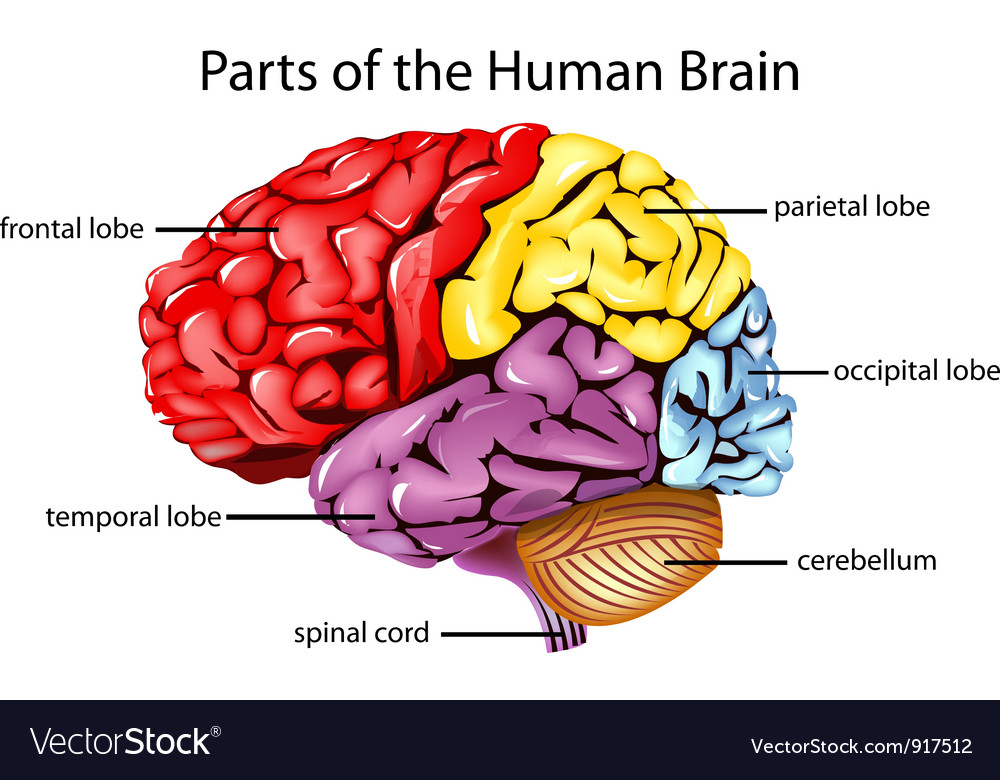 Parts of the Human Brain
frontal lobe
parietal lobe
occipital lobe
temporal lobe
cerebellum
spinal cord
VectorStock®
VectorStock.com/917512